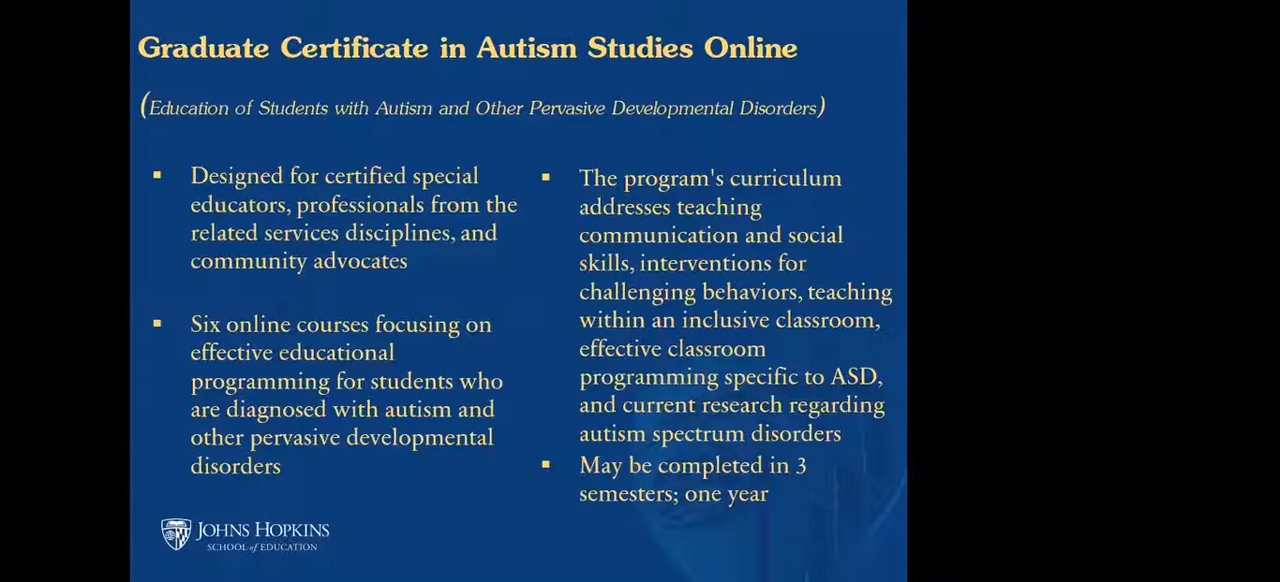 Graduate Certificate in Autism Studies Online
(Education of Students with Autism and Other Pervasive Developmental Disorders)
▪ Designed for certified special
educators, professionals from the
related services disciplines, and
community advocates
▪ Six online courses focusing on
effective educational
programming for students who
are diagnosed with autism and
other pervasive developmental
disorders
▪ The program's curriculum
addresses teaching
communication and social
skills, interventions for
challenging behaviors, teaching
within an inclusive classroom,
effective classroom
programming specific to ASD,
and current research regarding
autism spectrum disorders
▪ May be completed in 3
semesters; one year
JOHNS HOPKINS
SCHOOL of EDUCATION